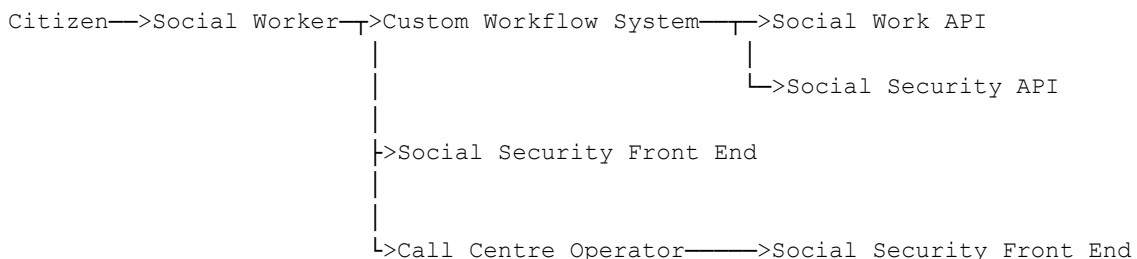 Citizen──>Social Worker─┬>Custom Workflow System──┬─>Social Work API
└─>Social Security API
├>Social Security Front End
└>Call Centre Operator─────>Social Security Front End